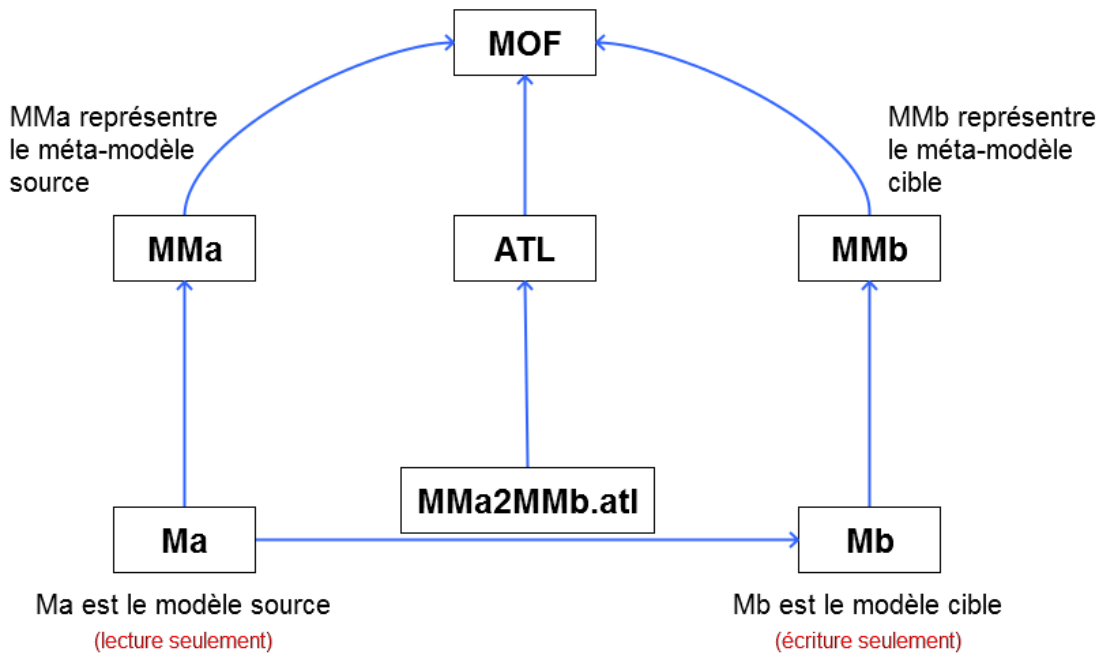 MOF
MMa représentre
le méta-modèle
source
MMb représentre
le méta-modèle
cible
MMa
ATL
MMb
MMa2MMb.atl
Ma
Mb
Ma est le modèle source
(lecture seulement)
Mb est le modèle cible
(écriture seulement)